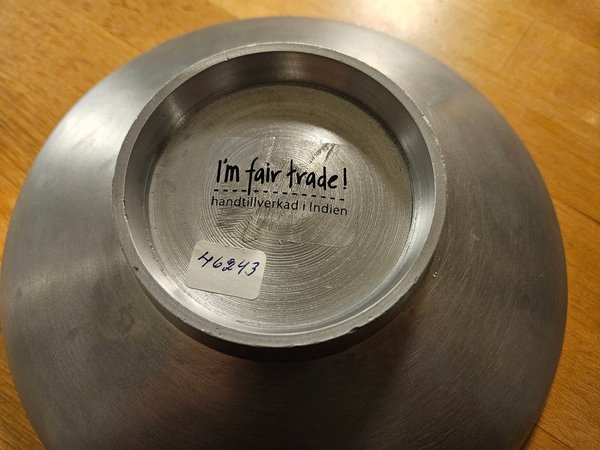 I'm fair trade!
handtillverkad i Indien
46243